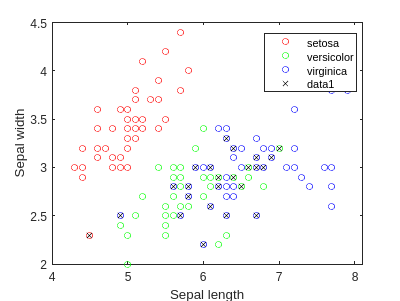 4.5
4
3.5
3
2.5
2
4
5
6
7
8
Sepal width
Sepal length
setosa
versicolor
virginica
data1